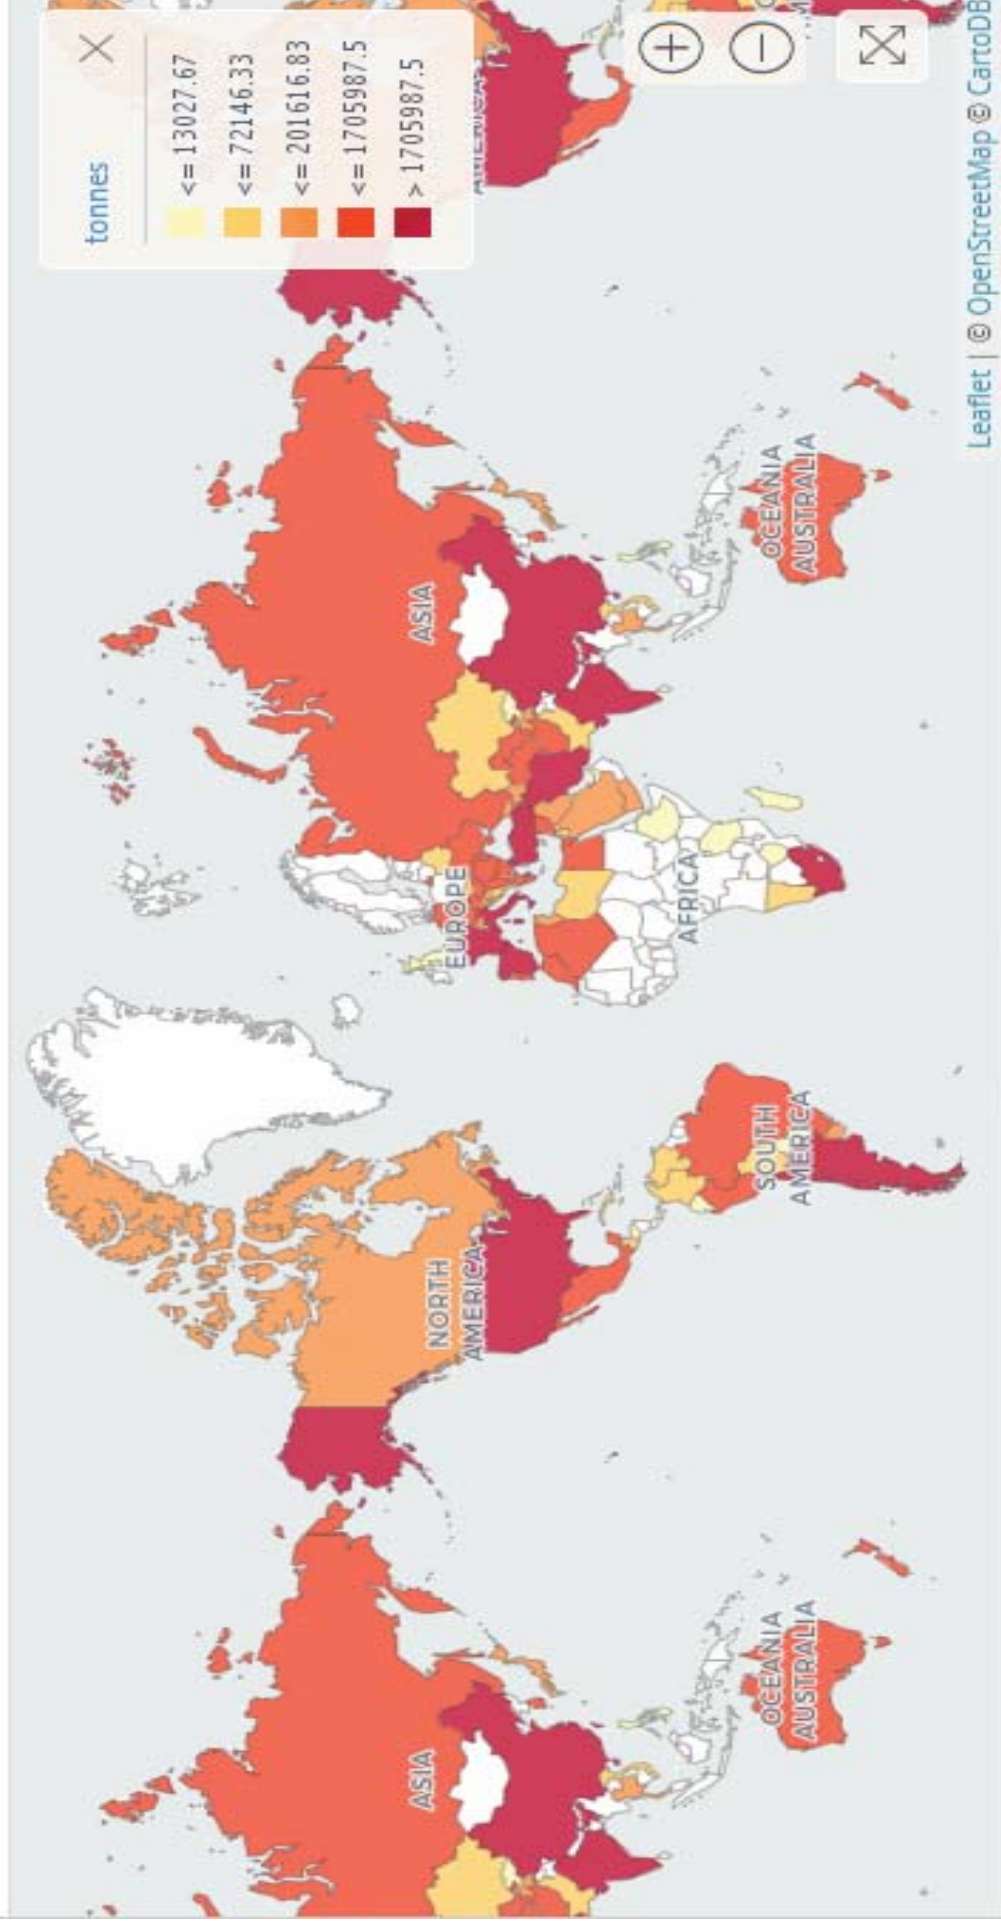 tonnes
<= 13027.67
<= 72146.33
<= 201616.83
<= 1705987.5
> 1705987.5
ASIA
NORTH
AMERICA
EUROPE
ASIA
AMERICA
OCEANIA
AUSTRALIA
SOUTH
AMERICA
AFRICA
OCEANIA
AUSTRALIA
Leaflet | © OpenStreetMap © CartoDB